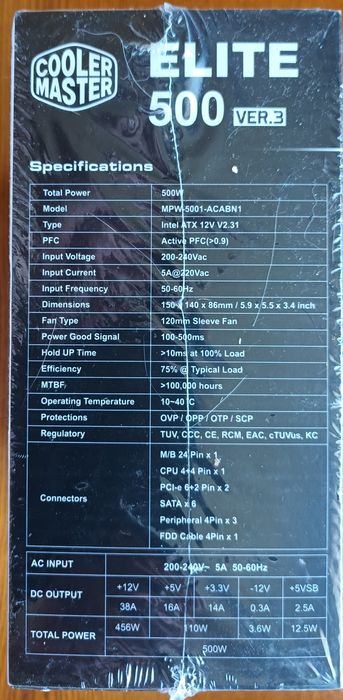 COOLER MASTER
ELITE
500 VER.3
Specifications
Total Power 500W
Model MPW-5001-ACABN1
Type Intel ATX 12V V2.31
PFC Active PFC(>0.9)
Input Voltage 200-240Vac
Input Current 5A@220Vac
Input Frequency 50-60Hz
Dimensions 150 x 140 x 86mm / 5.9 x 5.5 x 3.4 inch
Fan Type 120mm Sleeve Fan
Power Good Signal 100-500ms
Hold UP Time >10ms at 100% Load
Efficiency 75% @ Typical Load
MTBF >100,000 hours
Operating Temperature 10~40°C
Protections OVP / OPP / OTP / SCP
Regulatory TUV, CCC, CE, RCM, EAC, cTUVus, KC
Connectors
M/B 24 Pin x 1
CPU 4+4 Pin x 1
PCI-e 6+2 Pin x 2
SATA x 6
Peripheral 4Pin x 3
FDD Cable 4Pin x 1
AC INPUT 200-240V~ 5A 50-60Hz
DC OUTPUT +12V +5V +3.3V -12V +5VSB
38A 16A 14A 0.3A 2.5A
TOTAL POWER 456W 110W 3.6W 12.5W
500W